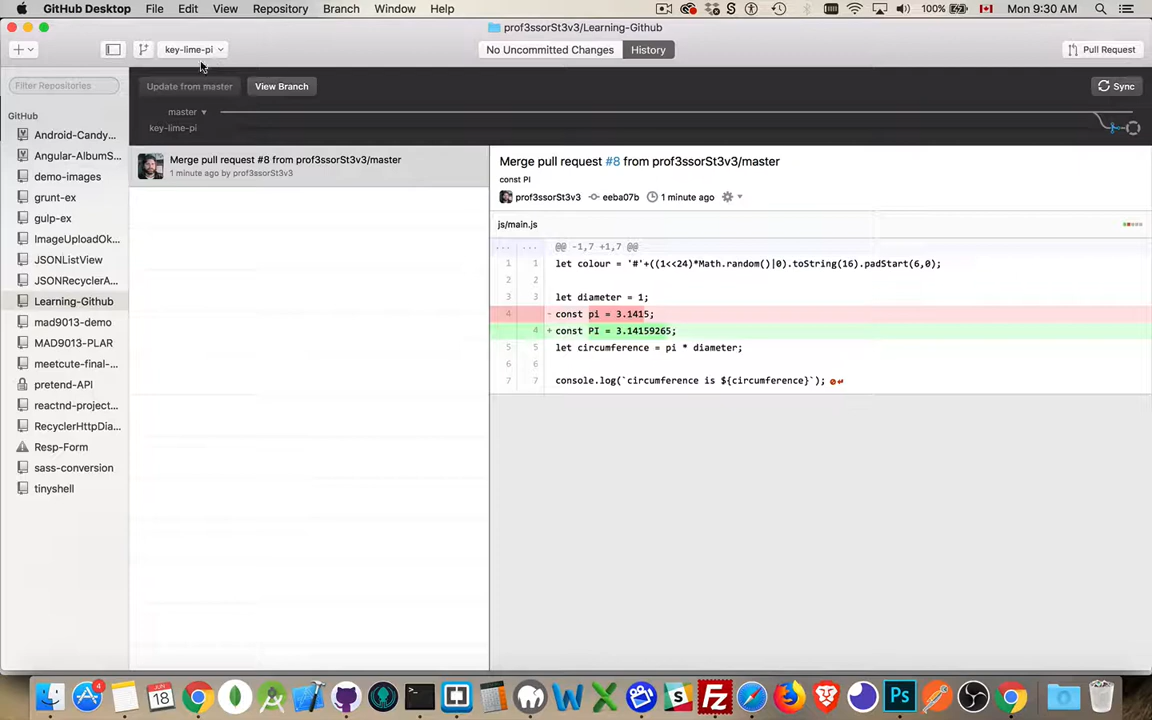 GitHub Desktop File Edit View Repository Branch Window Help 100% Mon 9:30 AM
prof3ssorSt3v3/Learning-Github
key-lime-pi No Uncommitted Changes History Pull Request
Filter Repositories
Update from master View Branch Sync
master
key-lime-pi
GitHub
Android-Candy...
Angular-AlbumS...
demo-images
grunt-ex
gulp-ex
ImageUploadOk...
JSONListView
JSONRecyclerA...
Learning-Github
mad9013-demo
MAD9013-PLAR
meetcute-final-...
pretend-API
reactnd-project...
RecyclerHttpDia...
Resp-Form
sass-conversion
tinyshell
Merge pull request #8 from prof3ssorSt3v3/master
1 minute ago by prof3ssorSt3v3
Merge pull request #8 from prof3ssorSt3v3/master
const PI
prof3ssorSt3v3 eeba07b 1 minute ago
js/main.js
... ... @@ -1,7 +1,7 @@
1 1 let colour = '#'+((1<<24)*Math.random()|0).toString(16).padStart(6,0);
2 2
3 3 let diameter = 1;
4 - const pi = 3.1415;
4 + const PI = 3.14159265;
5 5 let circumference = pi * diameter;
6 6
7 7 console.log(`circumference is ${circumference}`);
4
JUN
18
W X S Fz Ps